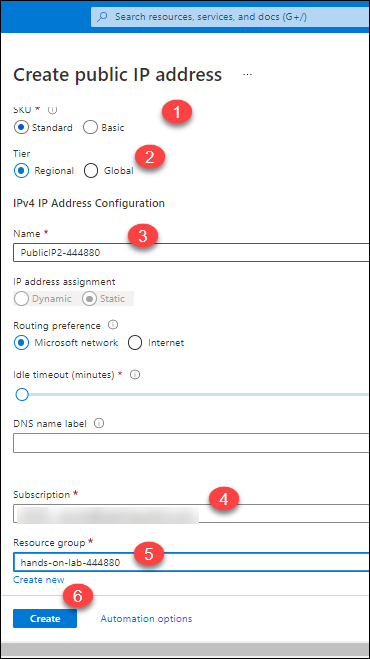 Search resources, services, and docs (G+/)
Create public IP address ...
SKU *
1
Standard Basic
Tier
2
Regional Global
IPv4 IP Address Configuration
Name *
3
PublicIP2-444880
IP address assignment
Dynamic Static
Routing preference
Microsoft network Internet
Idle timeout (minutes) *
DNS name label
Subscription *
4
Resource group *
5
hands-on-lab-444880
Create new
6
Create Automation options